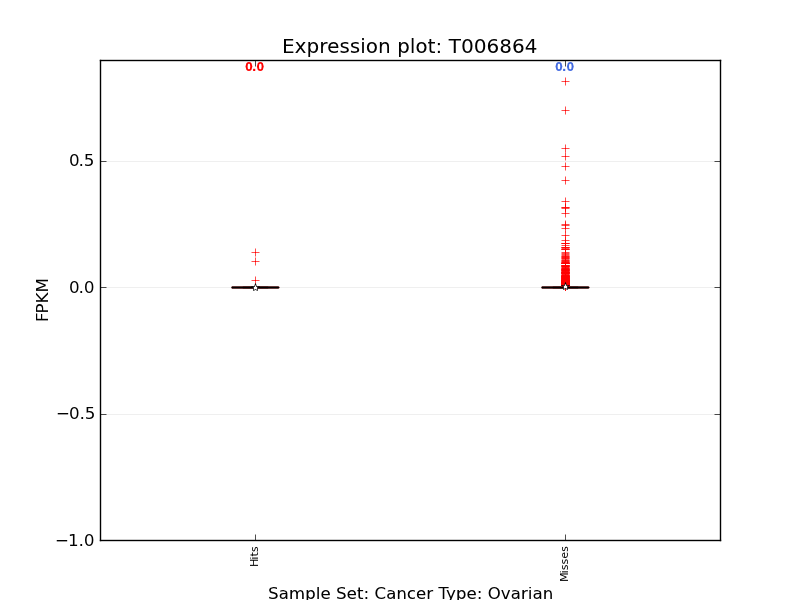 Expression plot: T006864
0.0 0.0
0.5
0.0
−0.5
−1.0
FPKM
Hits
Misses
Sample Set: Cancer Type: Ovarian